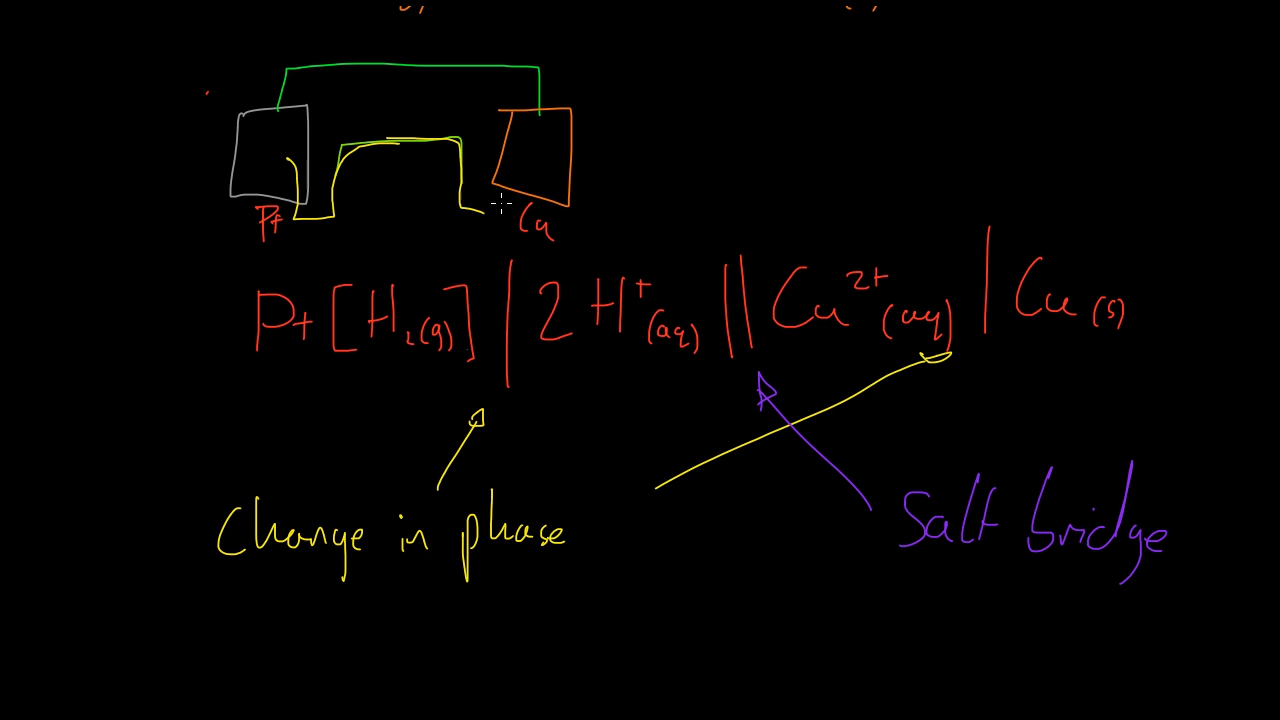 Pt Cu
Pt [H₂(g)] | 2H⁺(aq) || Cu²⁺(aq) | Cu(s)
Change in phase
Salt bridge